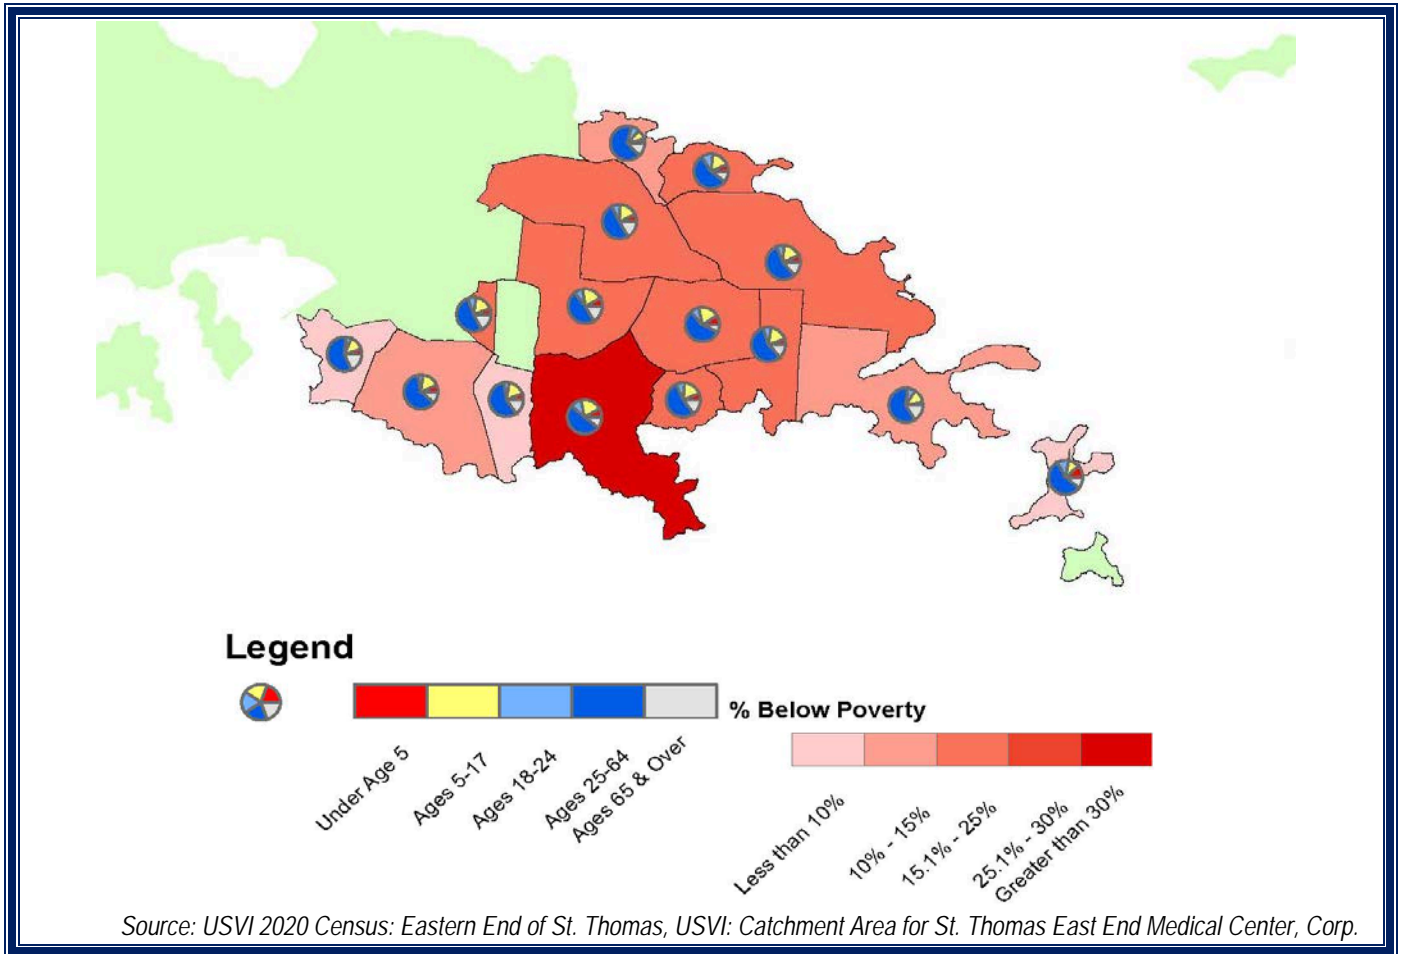 Legend
% Below Poverty
Under Age 5
Ages 5-17
Ages 18-24
Ages 25-64
Ages 65 & Over
Less than 10%
10% - 15%
15.1% - 25%
25.1% - 30%
Greater than 30%
Source: USVI 2020 Census: Eastern End of St. Thomas, USVI: Catchment Area for St. Thomas East End Medical Center, Corp.